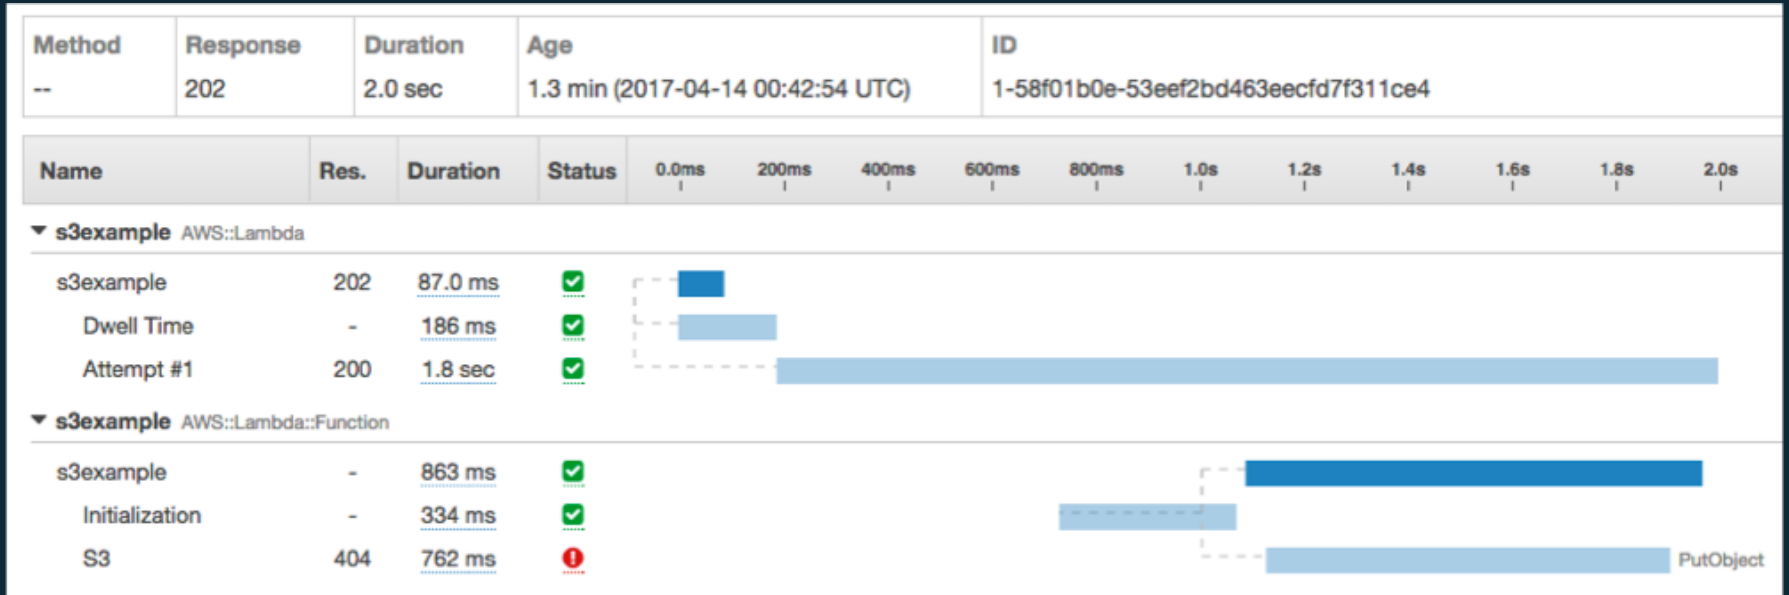 Method Response Duration Age ID
-- 202 2.0 sec 1.3 min (2017-04-14 00:42:54 UTC) 1-58f01b0e-53eef2bd463eecfd7f311ce4
Name Res. Duration Status 0.0ms 200ms 400ms 600ms 800ms 1.0s 1.2s 1.4s 1.6s 1.8s 2.0s
s3example AWS::Lambda
s3example 202 87.0 ms
Dwell Time - 186 ms
Attempt #1 200 1.8 sec
s3example AWS::Lambda::Function
s3example - 863 ms
Initialization - 334 ms
S3 404 762 ms PutObject